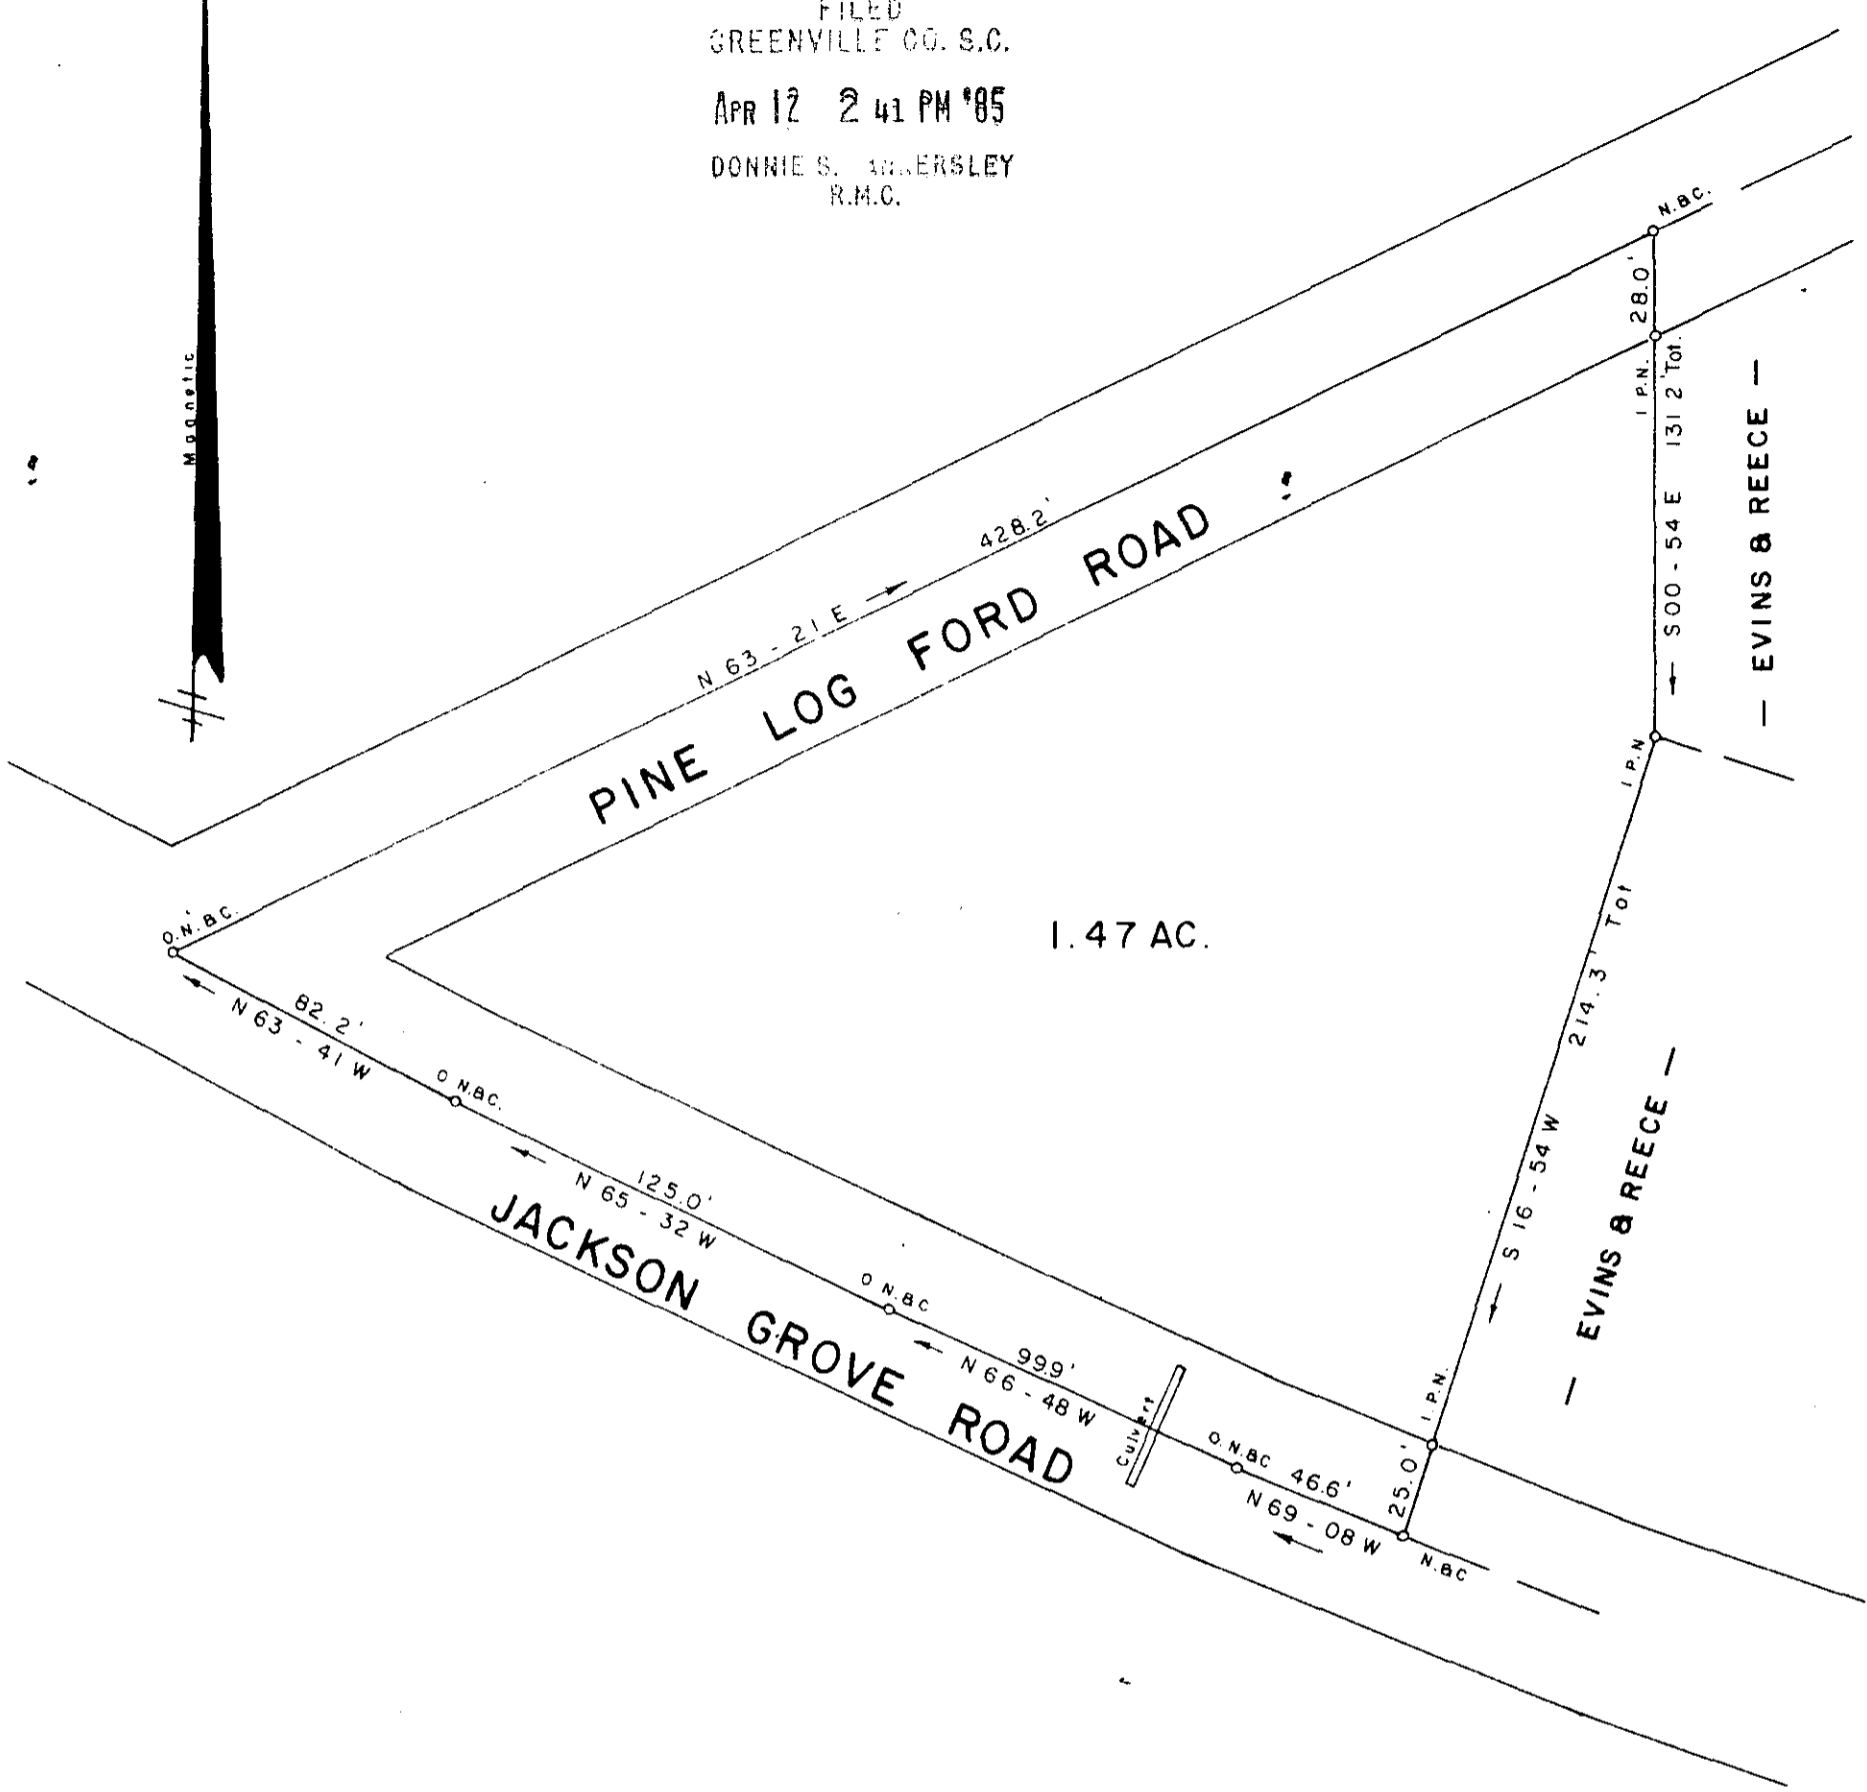 FILED
GREENVILLE CO. S.C.
APR 12 2 41 PM '85
DONNIE S.
R.M.C.
Magnetic
N.&C.
28.0'
I P.N.
S00-54 E 131 2' Tot.
— EVINS & REECE —
428.2'
N 63 - 21 E
PINE LOG FORD ROAD
I P.N
214.3' Tot
S 16 - 54 W
— EVINS & REECE —
1.47 AC.
O.N.&C.
82.2'
N 63 - 41 W
O N.&C.
125.0'
N 65 - 32 W
O N.&C
99.9'
N 66 - 48 W
Culvert
O.N.&C
46.6'
N 69 - 08 W
I.P.N.
25.0'
N.&C
JACKSON GROVE ROAD